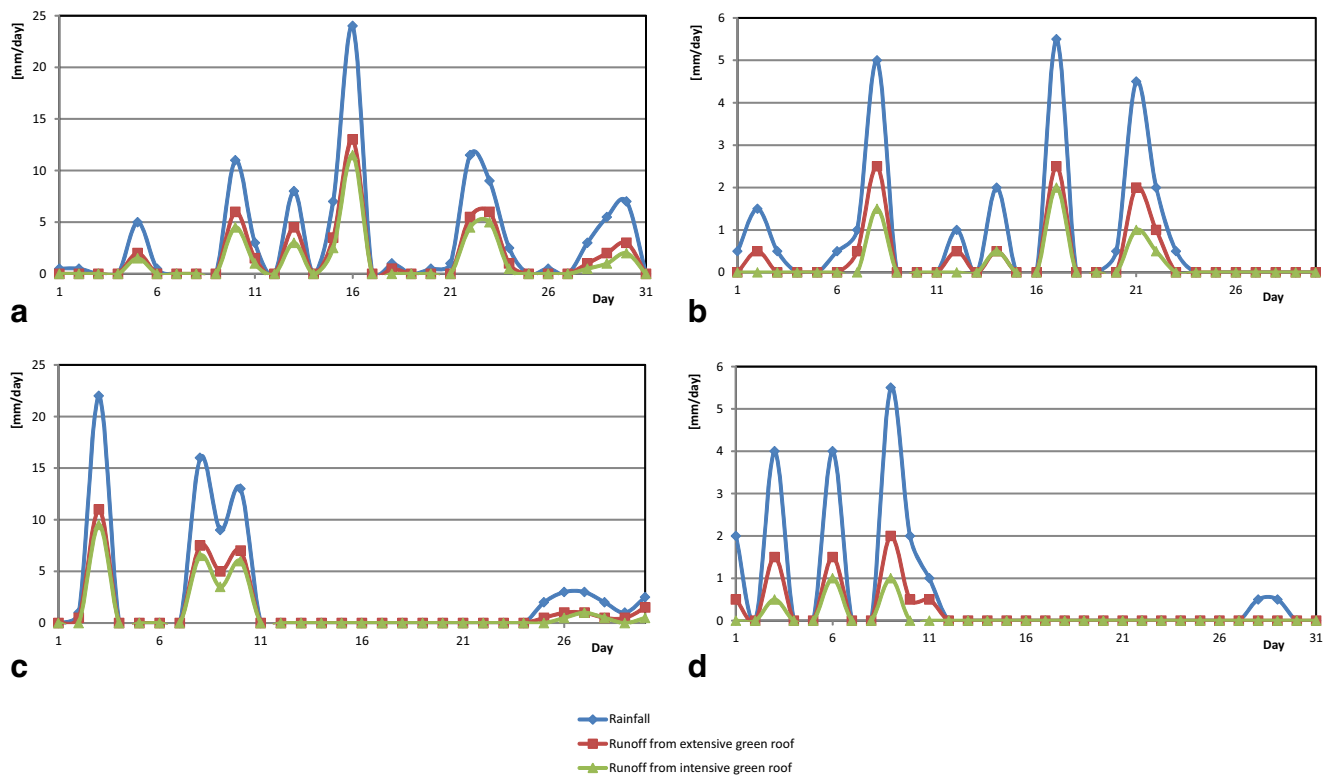 [mm/day]
25
20
15
10
5
0
1 6 11 16 21 26 31
Day
a
[mm/day]
6
5
4
3
2
1
0
1 6 11 16 21 26
Day
b
[mm/day]
25
20
15
10
5
0
1 6 11 16 21 26
Day
c
[mm/day]
6
5
4
3
2
1
0
1 6 11 16 21 26 31
Day
d
Rainfall
Runoff from extensive green roof
Runoff from intensive green roof